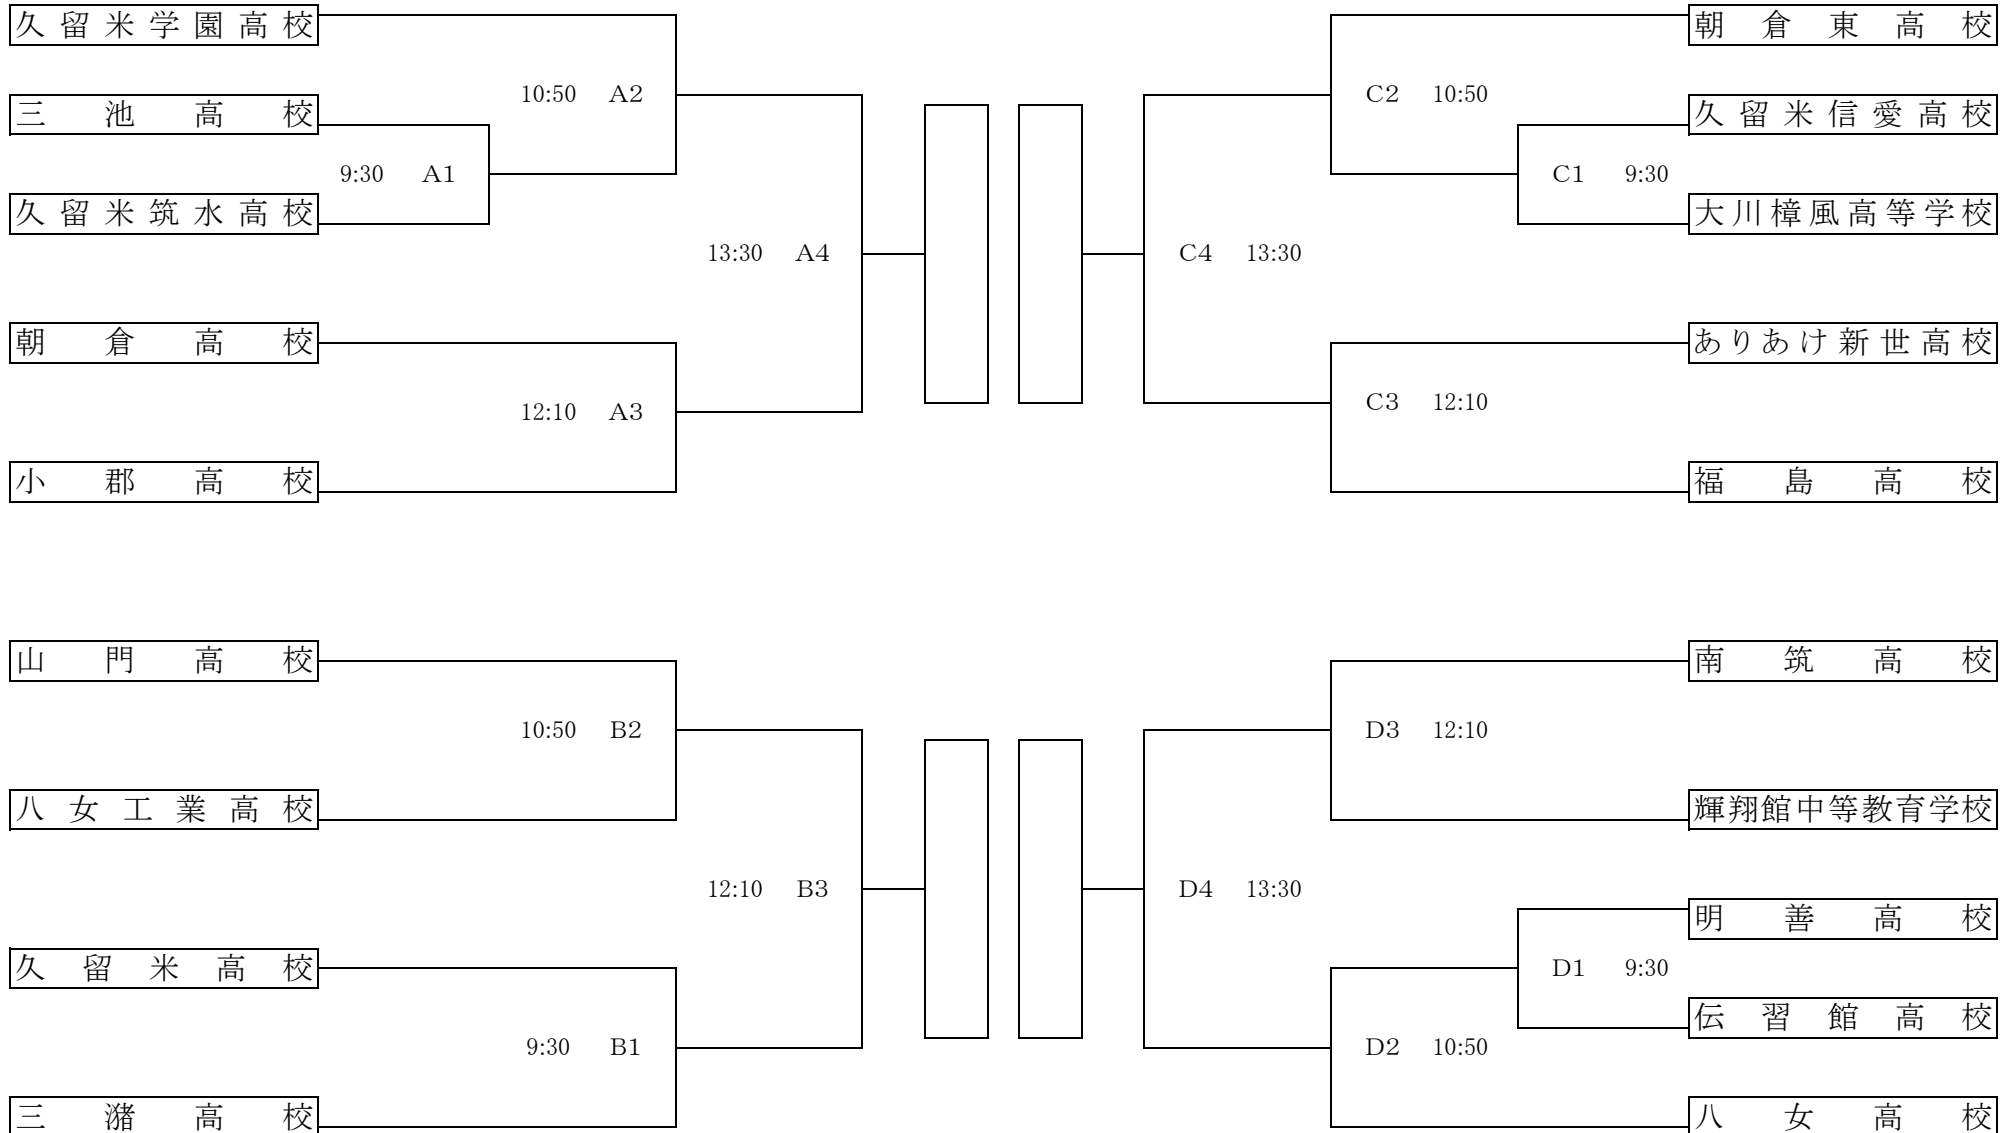 久留米学園高校
朝倉東高校
10:50 A2
C2 10:50
三池高校
久留米信愛高校
9:30 A1
C1 9:30
久留米筑水高校
大川樟風高等学校
13:30 A4
C4 13:30
朝倉高校
ありあけ新世高校
12:10 A3
C3 12:10
小郡高校
福島高校
山門高校
南筑高校
10:50 B2
D3 12:10
八女工業高校
輝翔館中等教育学校
12:10 B3
D4 13:30
明善高校
久留米高校
D1 9:30
伝習館高校
9:30 B1
D2 10:50
三潴高校
八女高校